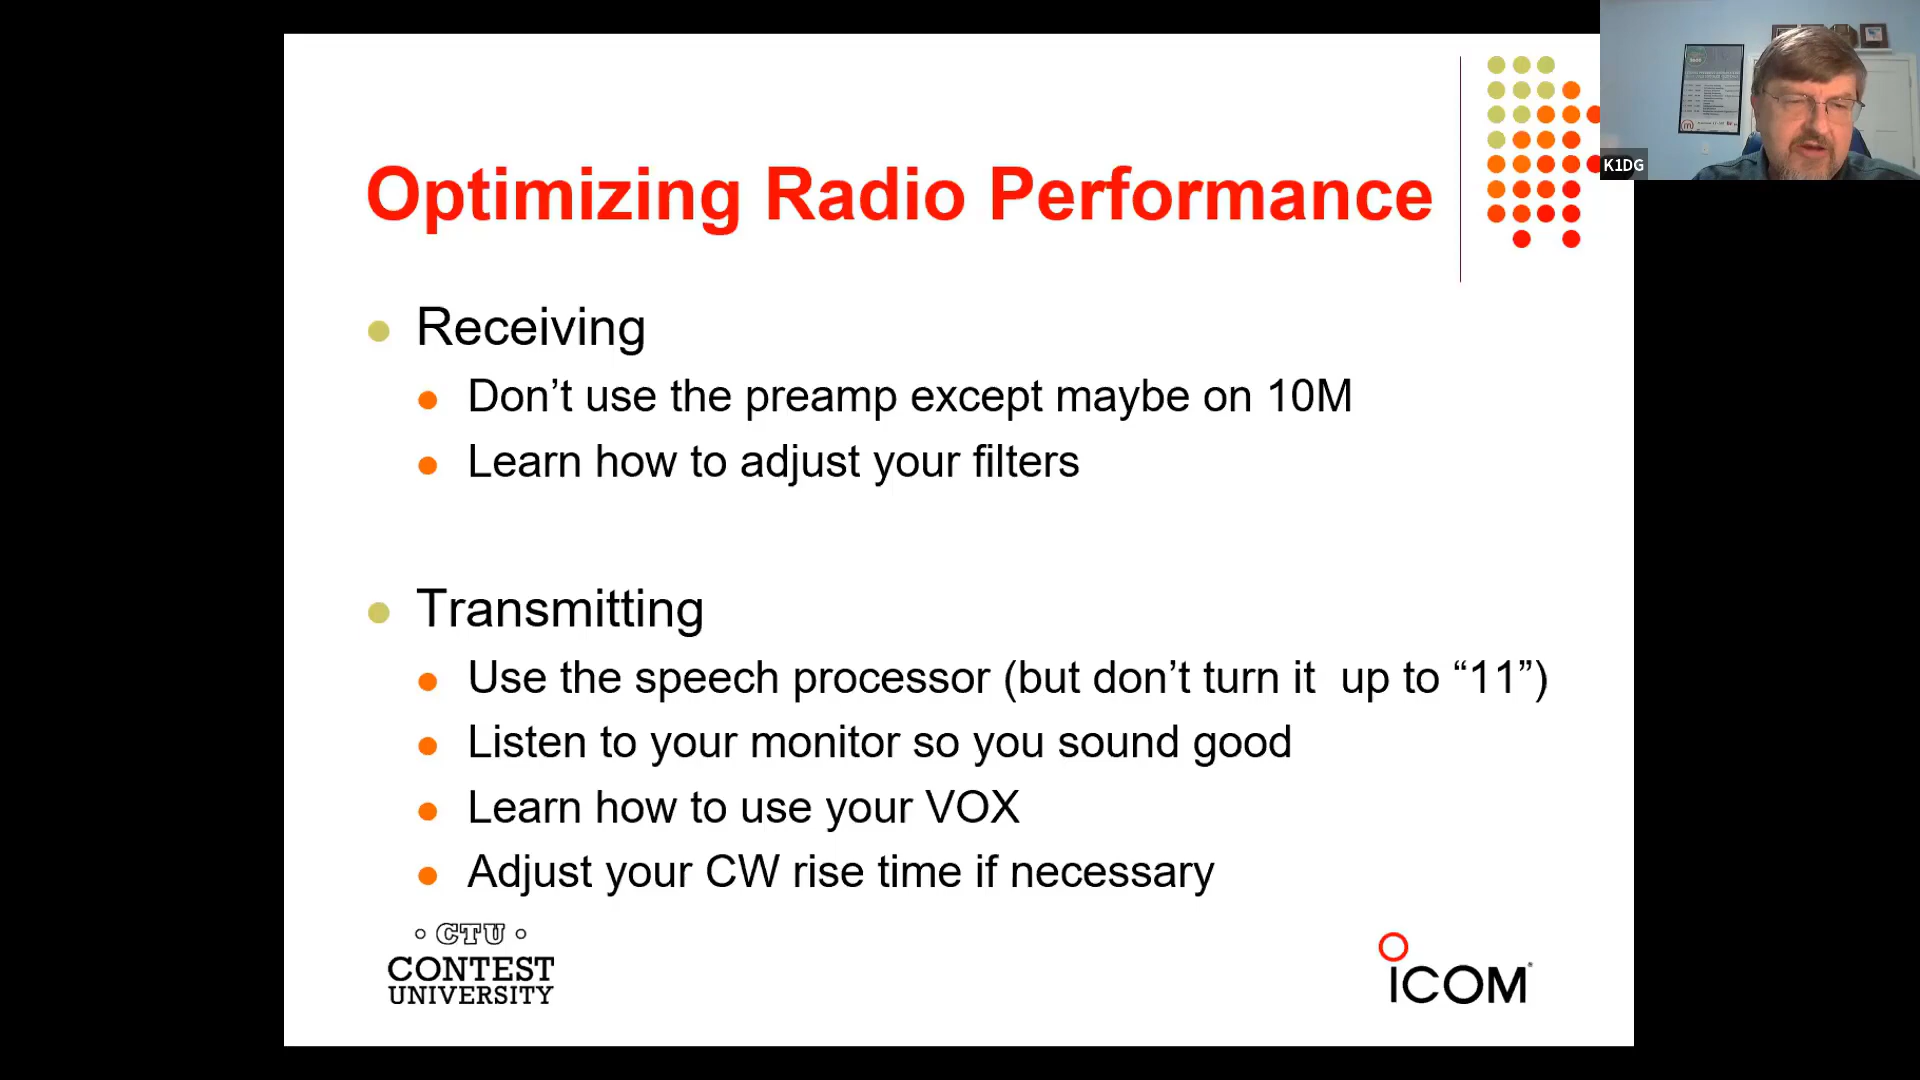 Optimizing Radio Performance
Receiving
Don’t use the preamp except maybe on 10M
Learn how to adjust your filters
Transmitting
Use the speech processor (but don’t turn it  up to “11”)
Listen to your monitor so you sound good
Learn how to use your VOX
Adjust your CW rise time if necessary
CTU
CONTEST
UNIVERSITY
ICOM®
K1DG